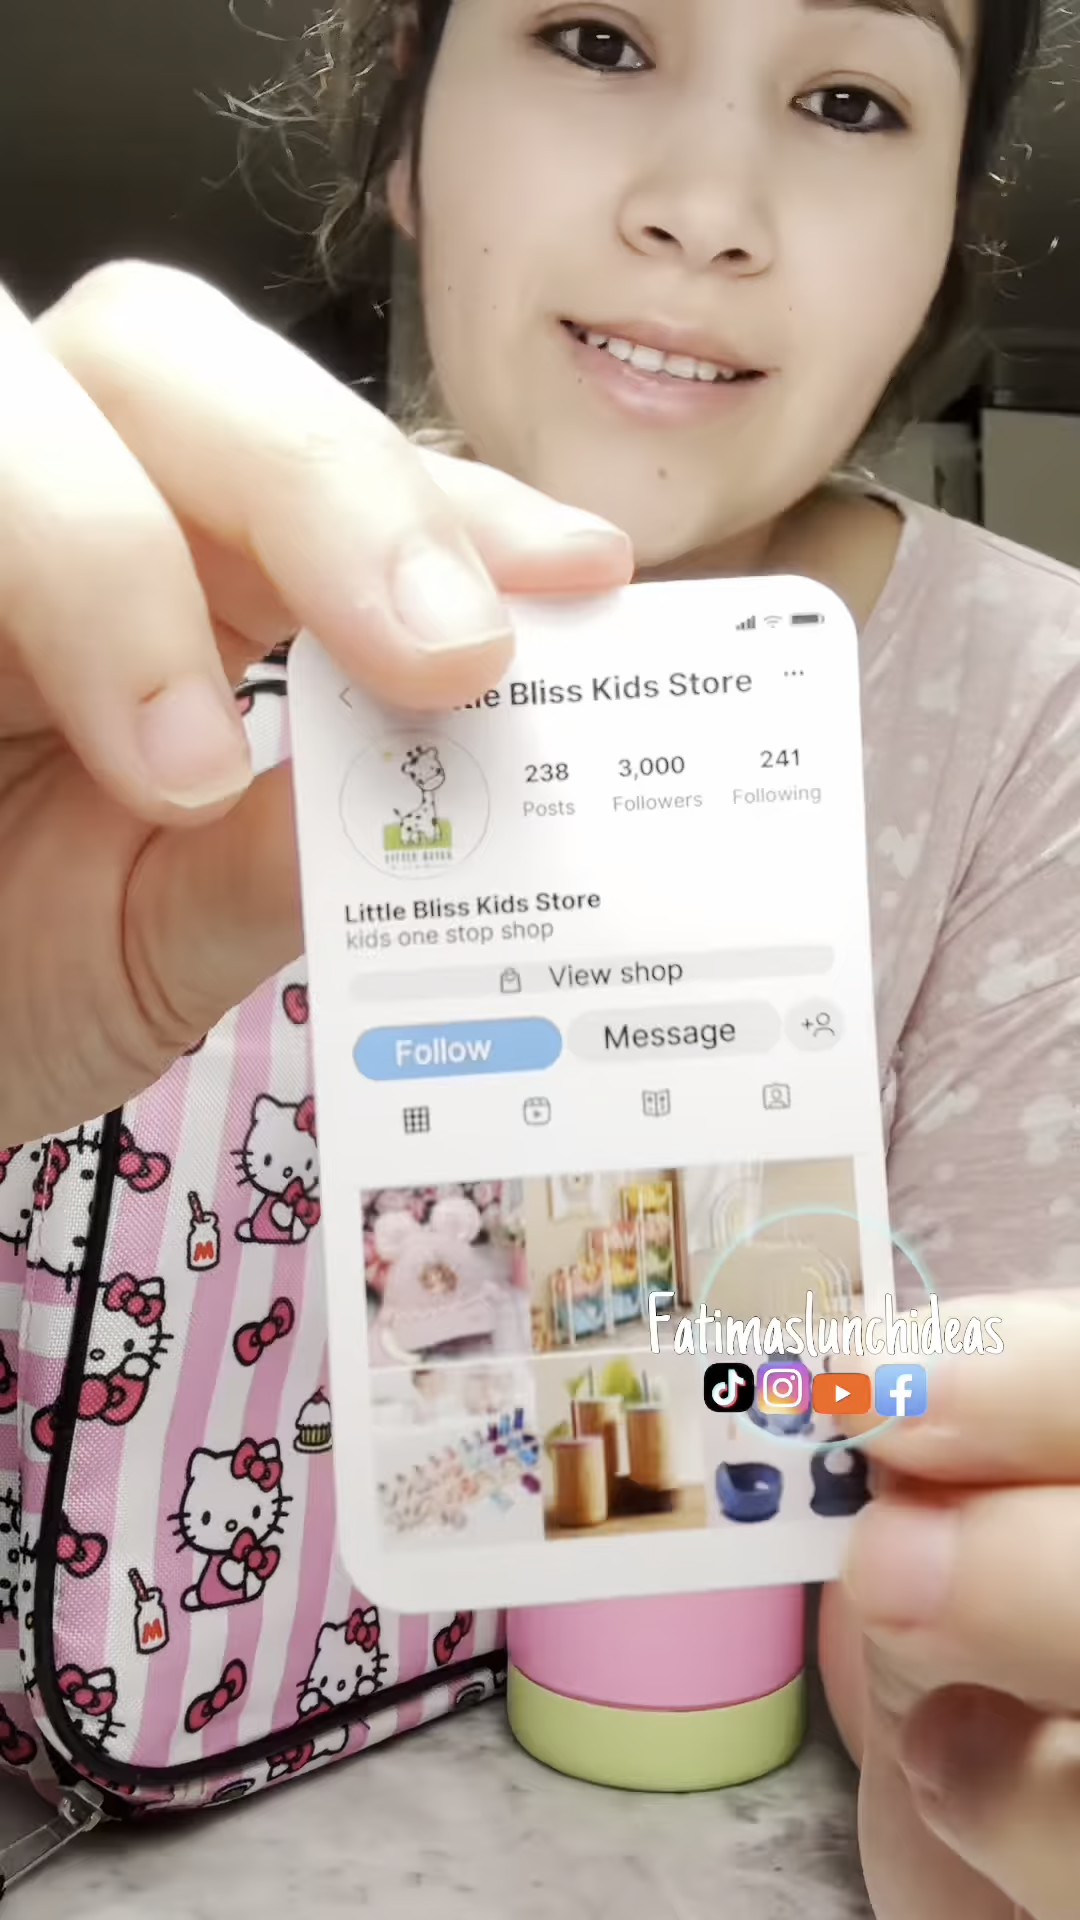 Bliss Kids Store
238
Posts
3,000
Followers
241
Following
Little Bliss Kids Store
kids one stop shop
View shop
Follow
Message
Fatimaslunchideas
M
M